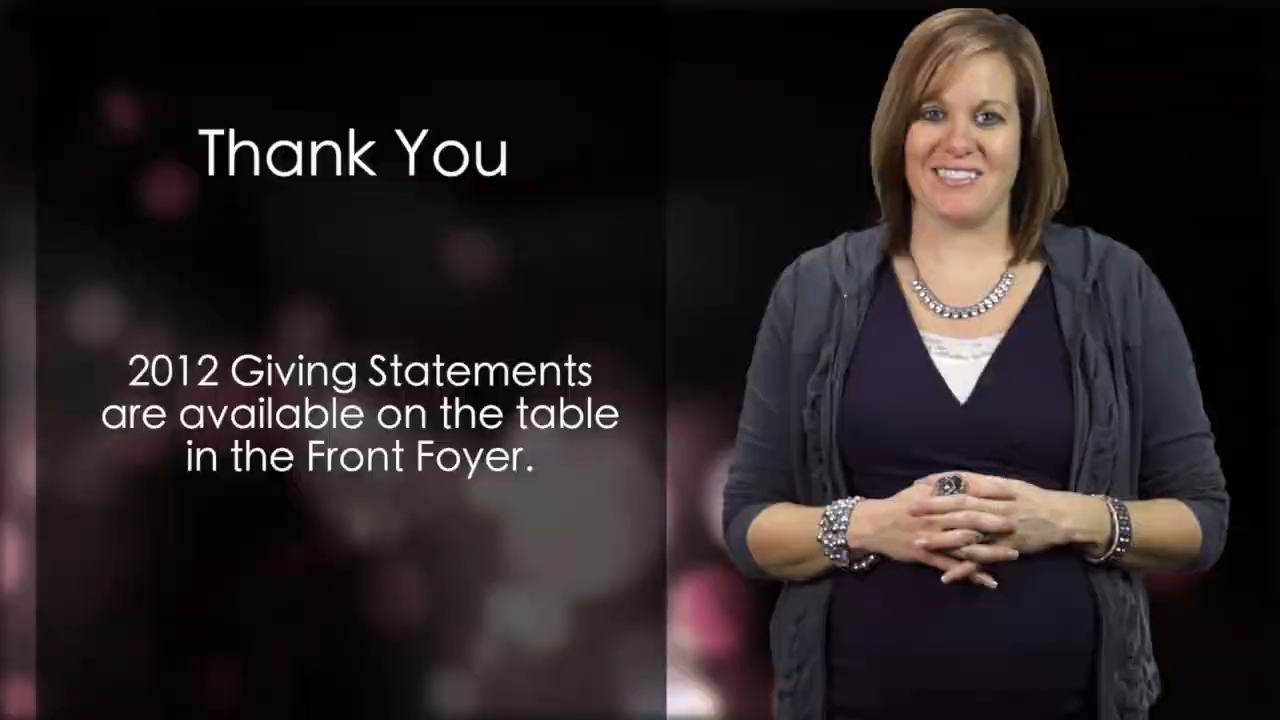 Thank You
2012 Giving Statements
are available on the table
in the Front Foyer.